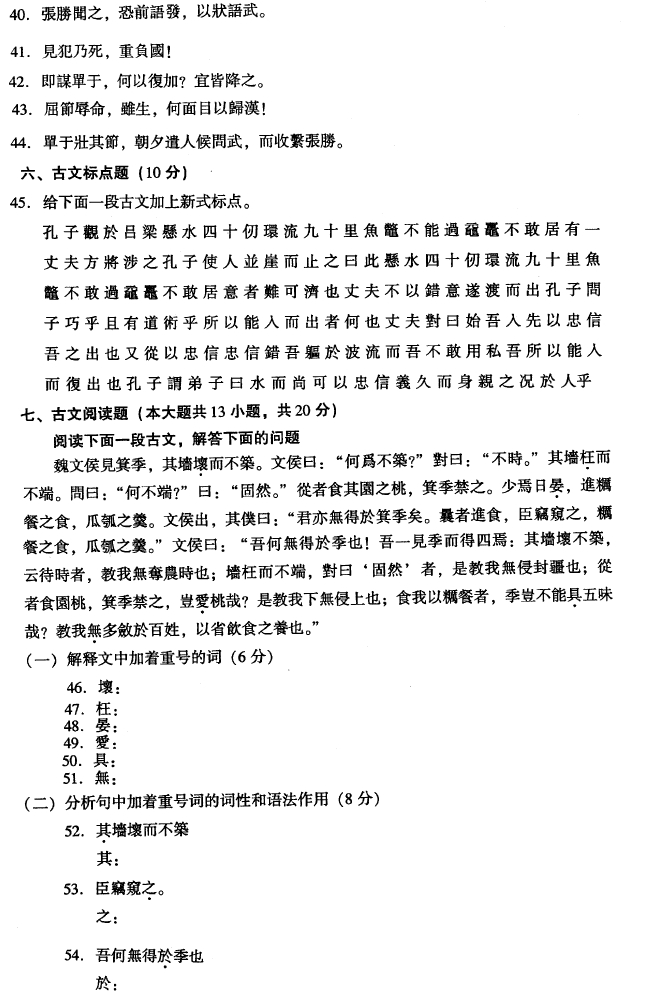 40. 張勝聞之，恐前語發，以狀語武。
41. 見犯乃死，重負國！
42. 即謀單于，何以復加？宜皆降之。
43. 屈節辱命，雖生，何面目以歸漢！
44. 單于壯其節，朝夕遣人候問武，而收繫張勝。
六、古文标点题（10分）
45. 给下面一段古文加上新式标点。
孔子觀於吕梁懸水四十仞環流九十里魚鼈不能過黿鼉不敢居有一
丈夫方將涉之孔子使人並崖而止之曰此懸水四十仞環流九十里魚
鼈不敢過黿鼉不敢居意者難可濟也丈夫不以錯意遂渡而出孔子問
子巧乎且有道術乎所以能入而出者何也丈夫對曰始吾入先以忠信
吾之出也又從以忠信忠信錯吾軀於波流而吾不敢用私吾所以能入
而復出也孔子謂弟子曰水而尚可以忠信義久而身親之况於人乎
七、古文阅读题（本大题共13小题，共20分）
阅读下面一段古文，解答下面的问题
魏文侯見箕季，其墻壞而不築。文侯曰：“何爲不築？”對曰：“不時。”其墻枉而
不端。問曰：“何不端？”曰：“固然。”從者食其園之桃，箕季禁之。少焉日晏，進糲
餐之食，瓜瓠之羹。文侯出，其僕曰：“君亦無得於箕季矣。曩者進食，臣竊窺之，糲
餐之食，瓜瓠之羹。”文侯曰：“吾何無得於季也！吾一見季而得四焉：其墻壞不築，
云待時者，教我無奪農時也；墻枉而不端，對曰‘固然’者，是教我無侵封疆也；從
者食園桃，箕季禁之，豈愛桃哉？是教我下無侵上也；食我以糲餐者，季豈不能具五味
哉？教我無多斂於百姓，以省飲食之養也。”
（一）解释文中加着重号的词（6分）
46. 壞：
47. 枉：
48. 晏：
49. 愛：
50. 具：
51. 無：
（二）分析句中加着重号词的词性和语法作用（8分）
52. 其墻壞而不築
其：
53. 臣竊窺之。
之：
54. 吾何無得於季也
於：